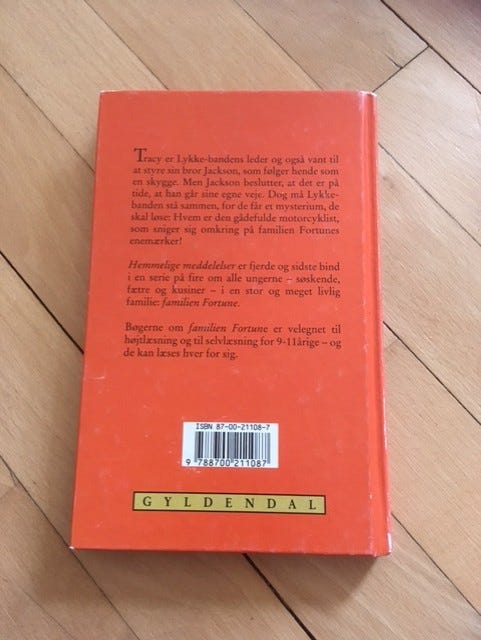 Tracy er Lykke-bandens leder og også vant til
at styre sin bror Jackson, som følger hende som
en skygge. Men Jackson beslutter, at det er på
tide, at han går sine egne veje. Dog må Lykke-
banden stå sammen, for de får et mysterium, de
skal løse: Hvem er den gådefulde motorcyklist,
som sniger sig omkring på familien Fortunes
enemærker!
Hemmelige meddelelser er fjerde og sidste bind
i en serie på fire om alle ungerne – søskende,
fætre og kusiner – i en stor og meget livlig
familie: familien Fortune.
Bøgerne om familien Fortune er velegnet til
højtlæsning og til selvlæsning for 9-11årige – og
de kan læses hver for sig.
ISBN 87-00-21108-7
9 788700 211087
GYLDENDAL